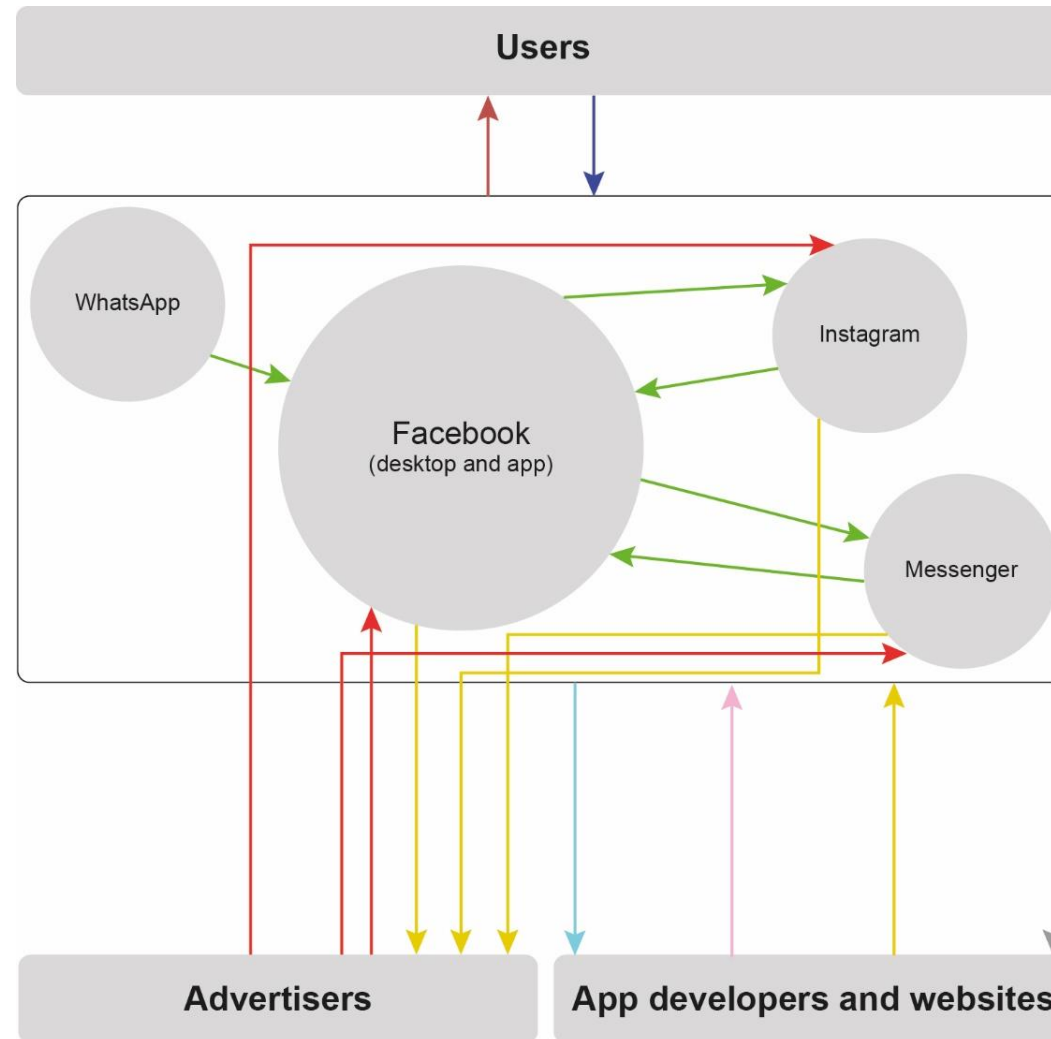 Users
WhatsApp
Instagram
Facebook
(desktop and app)
Messenger
Advertisers
App developers and websites